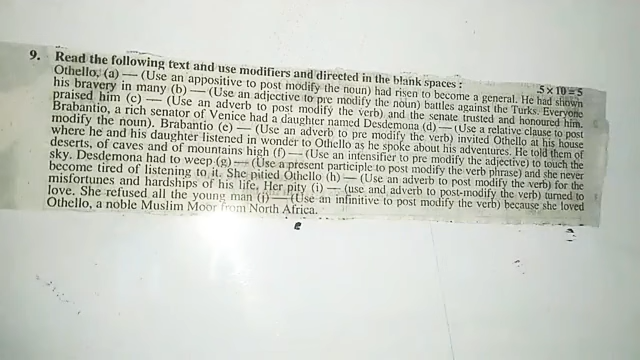 9. Read the following text and use modifiers and directed in the blank spaces : .5 × 10 = 5
Othello, (a) — (Use an appositive to post modify the noun) had risen to become a general. He had shown
his bravery in many (b) — (Use an adjective to pre modify the noun) battles against the Turks. Everyone
praised him (c) — (Use an adverb to post modify the verb) and the senate trusted and honoured him.
Brabantio, a rich senator of Venice had a daughter named Desdemona (d) — (Use a relative clause to post
modify the noun). Brabantio (e) — (Use an adverb to pre modify the verb) invited Othello at his house
where he and his daughter listened in wonder to Othello as he spoke about his adventures. He told them of
deserts, of caves and of mountains high (f) — (Use an intensifier to pre modify the adjective) to touch the
sky. Desdemona had to weep (g) — (Use a present participle to post modify the verb phrase) and she never
become tired of listening to it. She pitied Othello (h) — (Use an adverb to post modify the verb) for the
misfortunes and hardships of his life. Her pity (i) — (use and adverb to post-modify the verb) turned to
love. She refused all the young man (j) — (Use an infinitive to post modify the verb) because she loved
Othello, a noble Muslim Moor from North Africa.